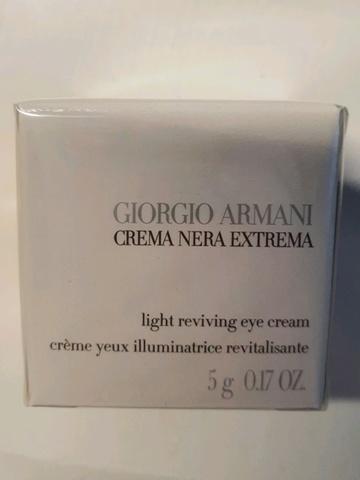 GIORGIO ARMANI
CREMA NERA EXTREMA
light reviving eye cream
crème yeux illuminatrice revitalisante
5 g 0.17 OZ.